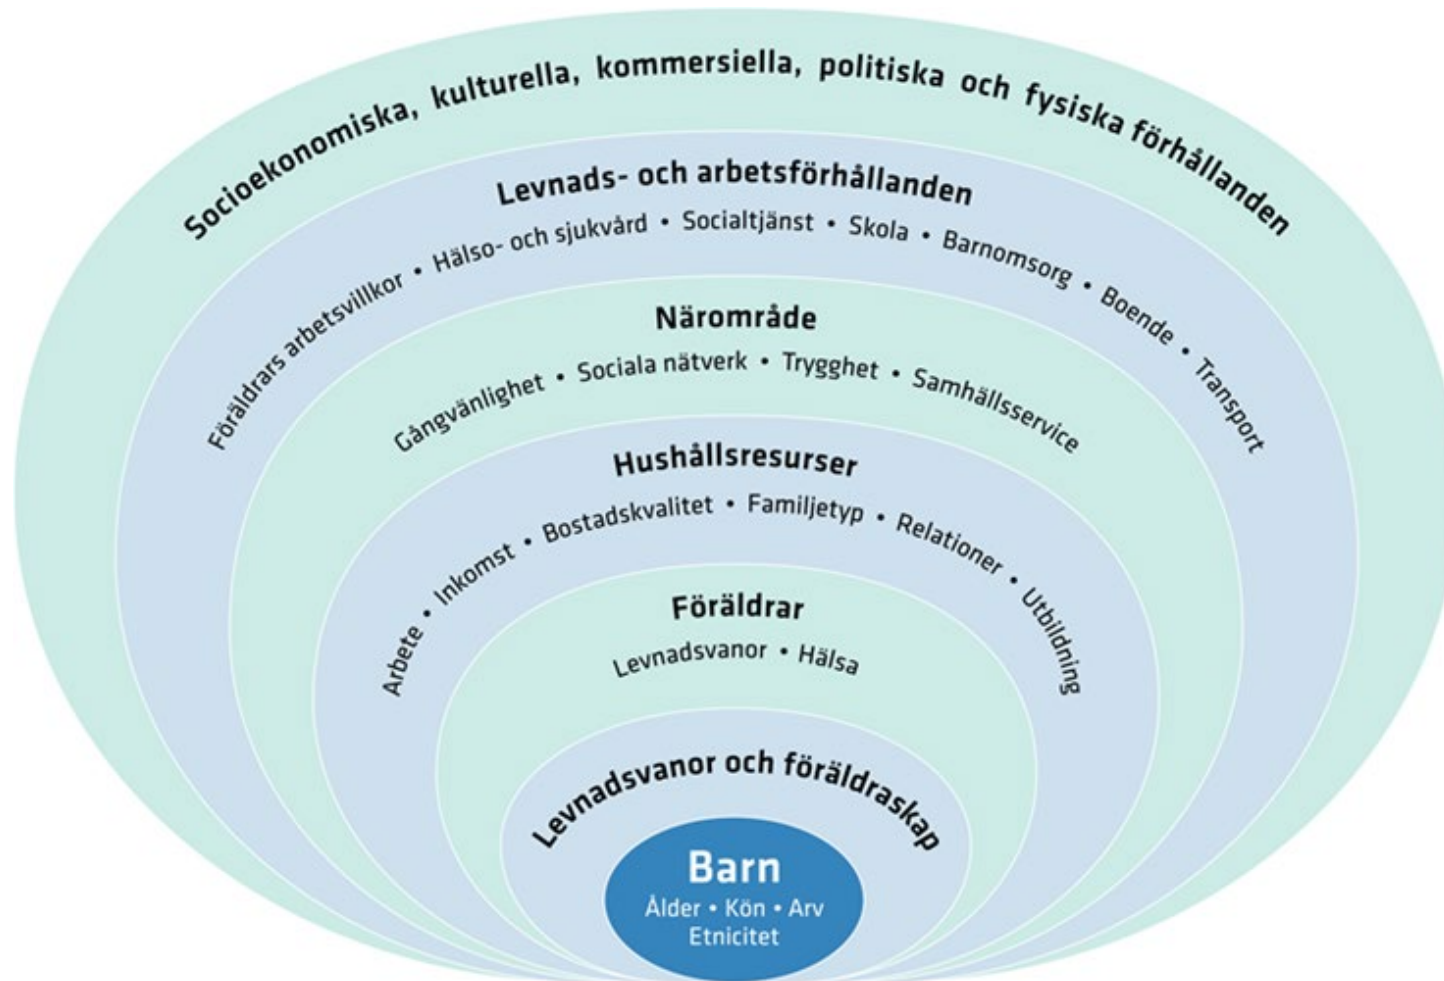 Socioekonomiska, kulturella, kommersiella, politiska och fysiska förhållanden
Levnads- och arbetsförhållanden
Föräldrars arbetsvillkor • Hälso- och sjukvård • Socialtjänst • Skola • Barnomsorg • Boende • Transport
Närområde
Gångvänlighet • Sociala nätverk • Trygghet • Samhällsservice
Hushållsresurser
Arbete • Inkomst • Bostadskvalitet • Familjetyp • Relationer • Utbildning
Föräldrar
Levnadsvanor • Hälsa
Levnadsvanor och föräldraskap
Barn
Ålder • Kön • Arv
Etnicitet